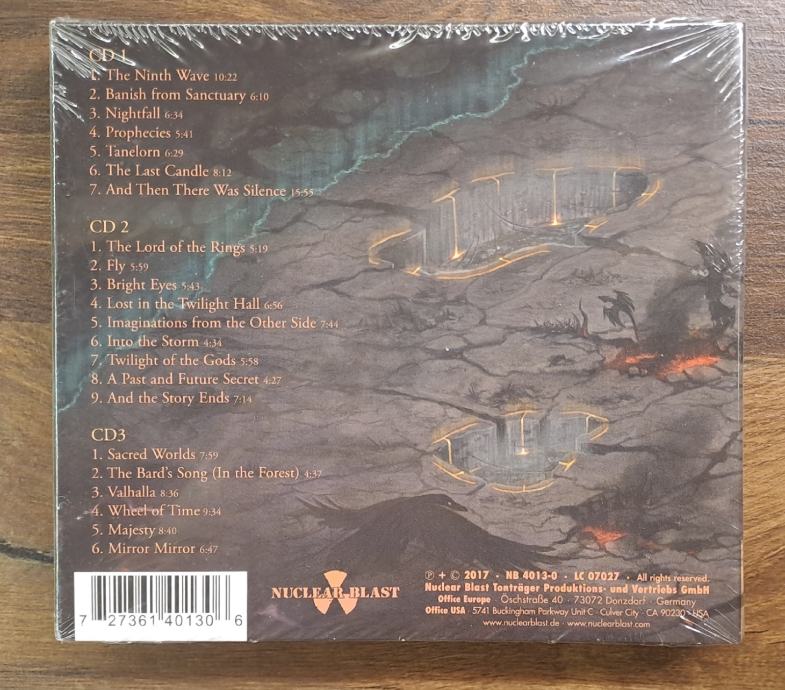 CD 1
1. The Ninth Wave 10:22
2. Banish from Sanctuary 6:10
3. Nightfall 6:34
4. Prophecies 5:41
5. Tanelorn 6:29
6. The Last Candle 8:12
7. And Then There Was Silence 15:55
CD 2
1. The Lord of the Rings 5:19
2. Fly 5:59
3. Bright Eyes 5:43
4. Lost in the Twilight Hall 6:56
5. Imaginations from the Other Side 7:44
6. Into the Storm 4:34
7. Twilight of the Gods 5:58
8. A Past and Future Secret 4:27
9. And the Story Ends 7:14
CD3
1. Sacred Worlds 7:59
2. The Bard's Song (In the Forest) 4:37
3. Valhalla 8:36
4. Wheel of Time 9:34
5. Majesty 8:40
6. Mirror Mirror 6:47
7 27361 40130 6
NUCLEAR BLAST
℗ + © 2017 · NB 4013-0 · LC 07027 · All rights reserved.
Nuclear Blast Tonträger Produktions- und Vertriebs GmbH
Office Europe · Öschstraße 40 · 73072 Donzdorf · Germany
Office USA · 5741 Buckingham Parkway Unit C · Culver City · CA 90230 · USA
www.nuclearblast.de · www.nuclearblast.com